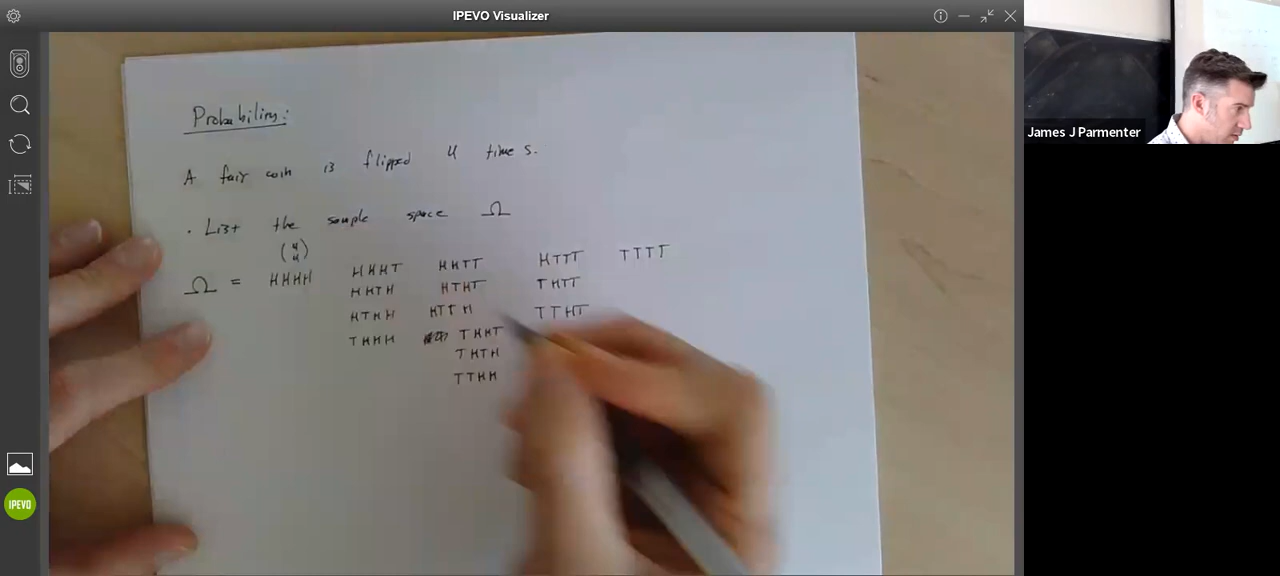 IPEVO Visualizer
James J Parmenter
Probability:
A fair coin is flipped 4 times.
. List the sample space Ω
(4
4)
Ω = HHHH HHHT HHTT HTTT TTTT
HHTH HTHT THTT
HTHH HTTH TTHT
THHH THHT
THTH
TTHH
IPEVO